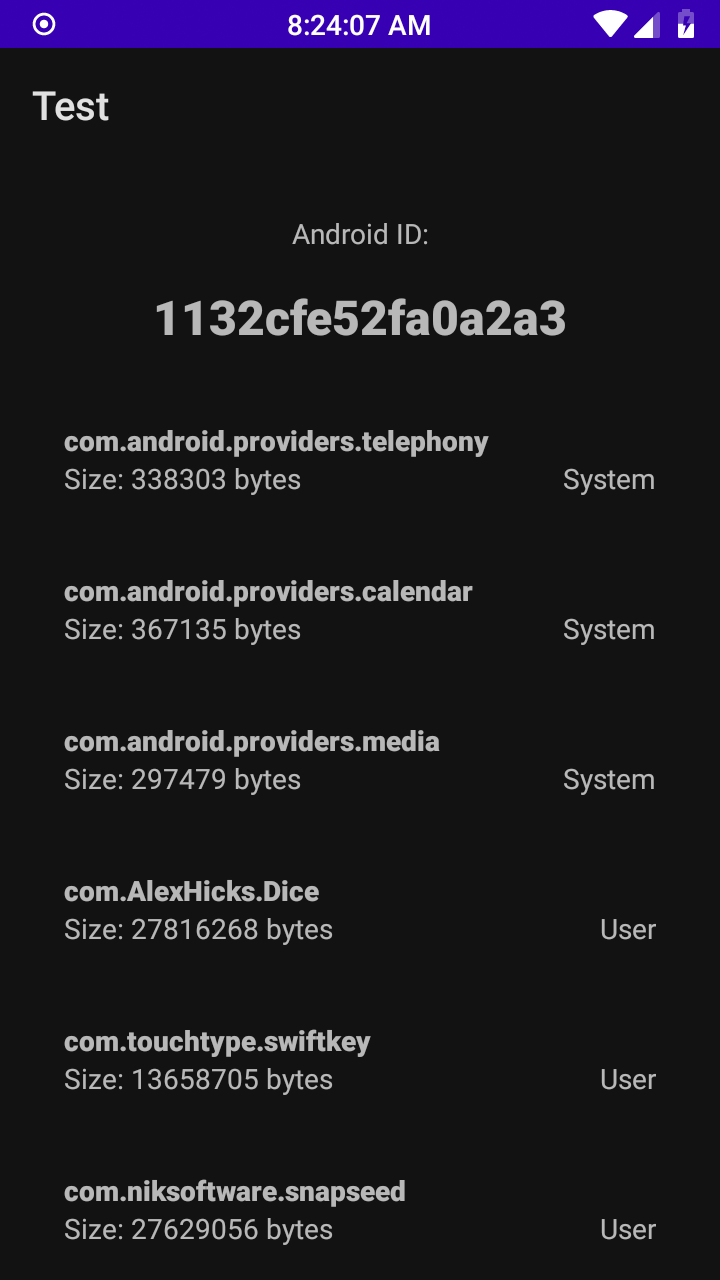 8:24:07 AM
Test
Android ID:
1132cfe52fa0a2a3
com.android.providers.telephony
Size: 338303 bytes System
com.android.providers.calendar
Size: 367135 bytes System
com.android.providers.media
Size: 297479 bytes System
com.AlexHicks.Dice
Size: 27816268 bytes User
com.touchtype.swiftkey
Size: 13658705 bytes User
com.niksoftware.snapseed
Size: 27629056 bytes User